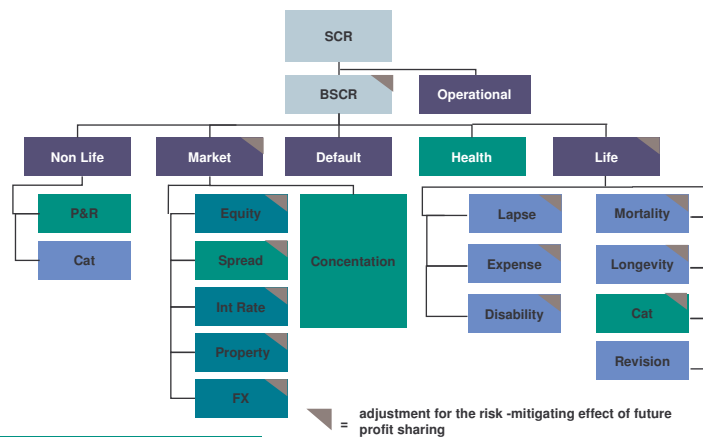 SCR
BSCR
Operational
Non Life
Market
Default
Health
Life
P&R
Equity
Concentation
Lapse
Mortality
Cat
Spread
Expense
Longevity
Int Rate
Disability
Cat
Property
Revision
FX
= adjustment for the risk -mitigating effect of future
profit sharing